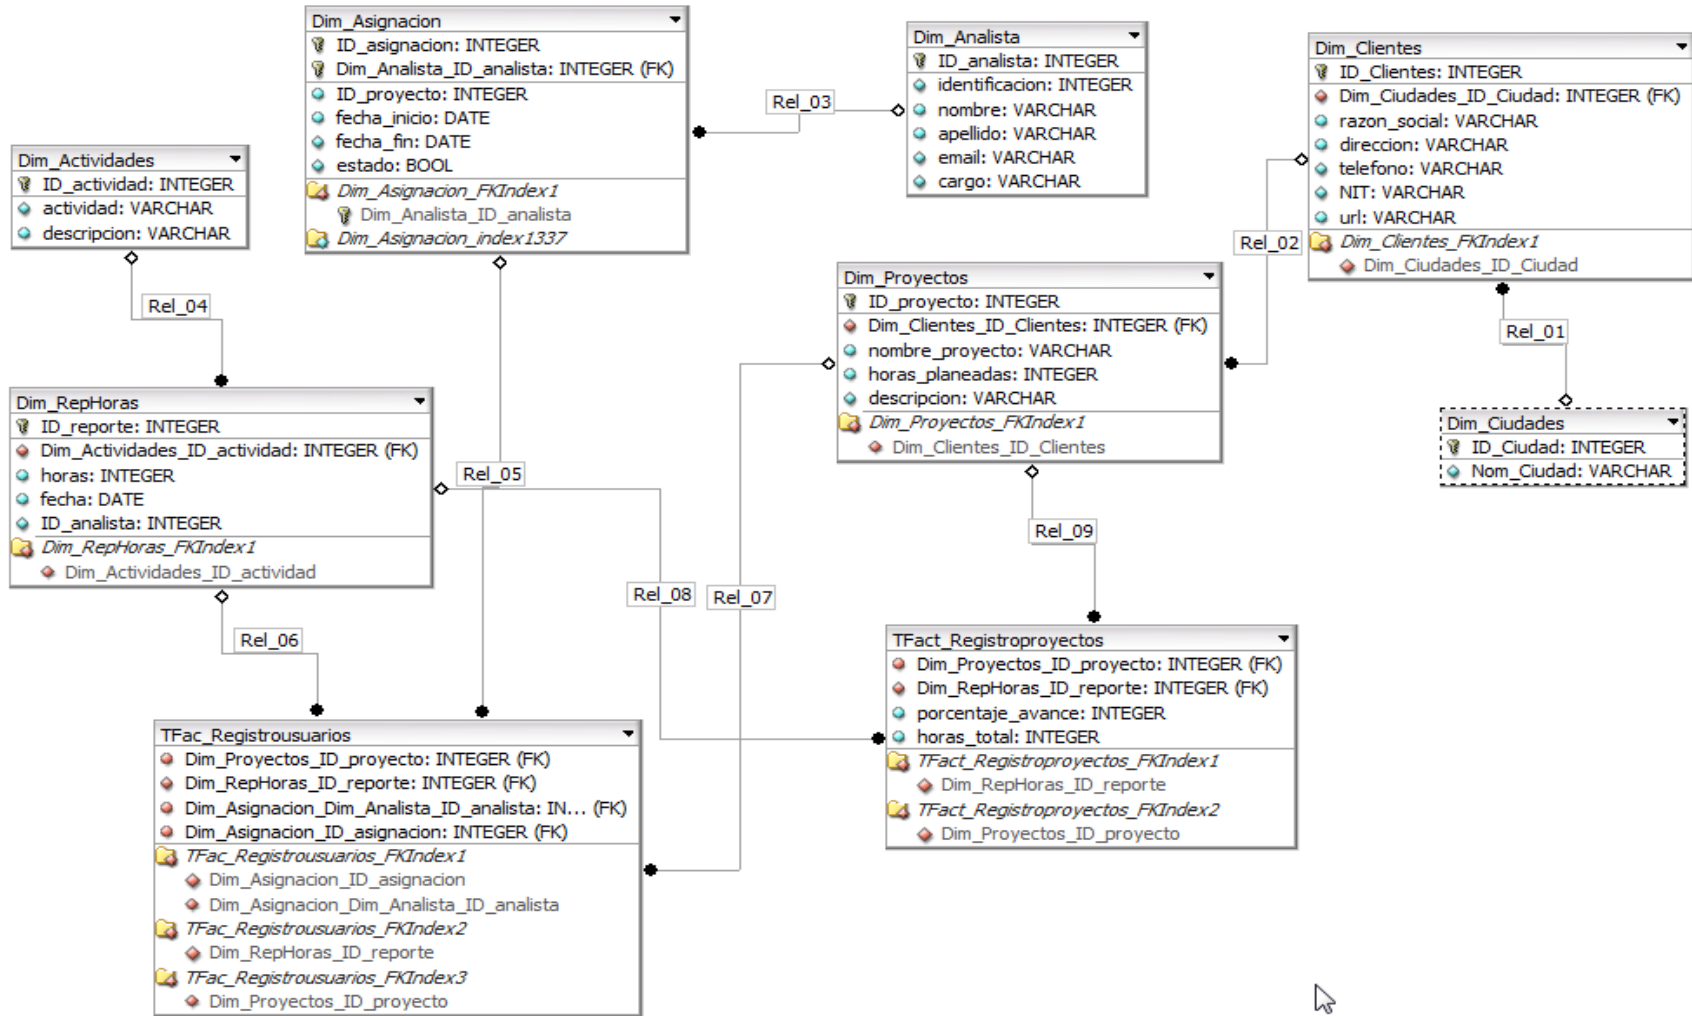 Dim_Asignacion
ID_asignacion: INTEGER
Dim_Analista_ID_analista: INTEGER (FK)
ID_proyecto: INTEGER
fecha_inicio: DATE
fecha_fin: DATE
estado: BOOL
Dim_Asignacion_FKIndex1
Dim_Analista_ID_analista
Dim_Asignacion_index1337
Rel_03
Dim_Analista
ID_analista: INTEGER
identificacion: INTEGER
nombre: VARCHAR
apellido: VARCHAR
email: VARCHAR
cargo: VARCHAR
Dim_Clientes
ID_Clientes: INTEGER
Dim_Ciudades_ID_Ciudad: INTEGER (FK)
razon_social: VARCHAR
direccion: VARCHAR
telefono: VARCHAR
NIT: VARCHAR
url: VARCHAR
Dim_Clientes_FKIndex1
Dim_Ciudades_ID_Ciudad
Dim_Actividades
ID_actividad: INTEGER
actividad: VARCHAR
descripcion: VARCHAR
Rel_04
Rel_02
Dim_Proyectos
ID_proyecto: INTEGER
Dim_Clientes_ID_Clientes: INTEGER (FK)
nombre_proyecto: VARCHAR
horas_planeadas: INTEGER
descripcion: VARCHAR
Dim_Proyectos_FKIndex1
Dim_Clientes_ID_Clientes
Rel_01
Dim_Ciudades
ID_Ciudad: INTEGER
Nom_Ciudad: VARCHAR
Dim_RepHoras
ID_reporte: INTEGER
Dim_Actividades_ID_actividad: INTEGER (FK)
horas: INTEGER
fecha: DATE
ID_analista: INTEGER
Dim_RepHoras_FKIndex1
Dim_Actividades_ID_actividad
Rel_05
Rel_09
Rel_08
Rel_07
Rel_06
TFact_Registroproyectos
Dim_Proyectos_ID_proyecto: INTEGER (FK)
Dim_RepHoras_ID_reporte: INTEGER (FK)
porcentaje_avance: INTEGER
horas_total: INTEGER
TFact_Registroproyectos_FKIndex1
Dim_RepHoras_ID_reporte
TFact_Registroproyectos_FKIndex2
Dim_Proyectos_ID_proyecto
TFac_Registrousuarios
Dim_Proyectos_ID_proyecto: INTEGER (FK)
Dim_RepHoras_ID_reporte: INTEGER (FK)
Dim_Asignacion_Dim_Analista_ID_analista: IN... (FK)
Dim_Asignacion_ID_asignacion: INTEGER (FK)
TFac_Registrousuarios_FKIndex1
Dim_Asignacion_ID_asignacion
Dim_Asignacion_Dim_Analista_ID_analista
TFac_Registrousuarios_FKIndex2
Dim_RepHoras_ID_reporte
TFac_Registrousuarios_FKIndex3
Dim_Proyectos_ID_proyecto